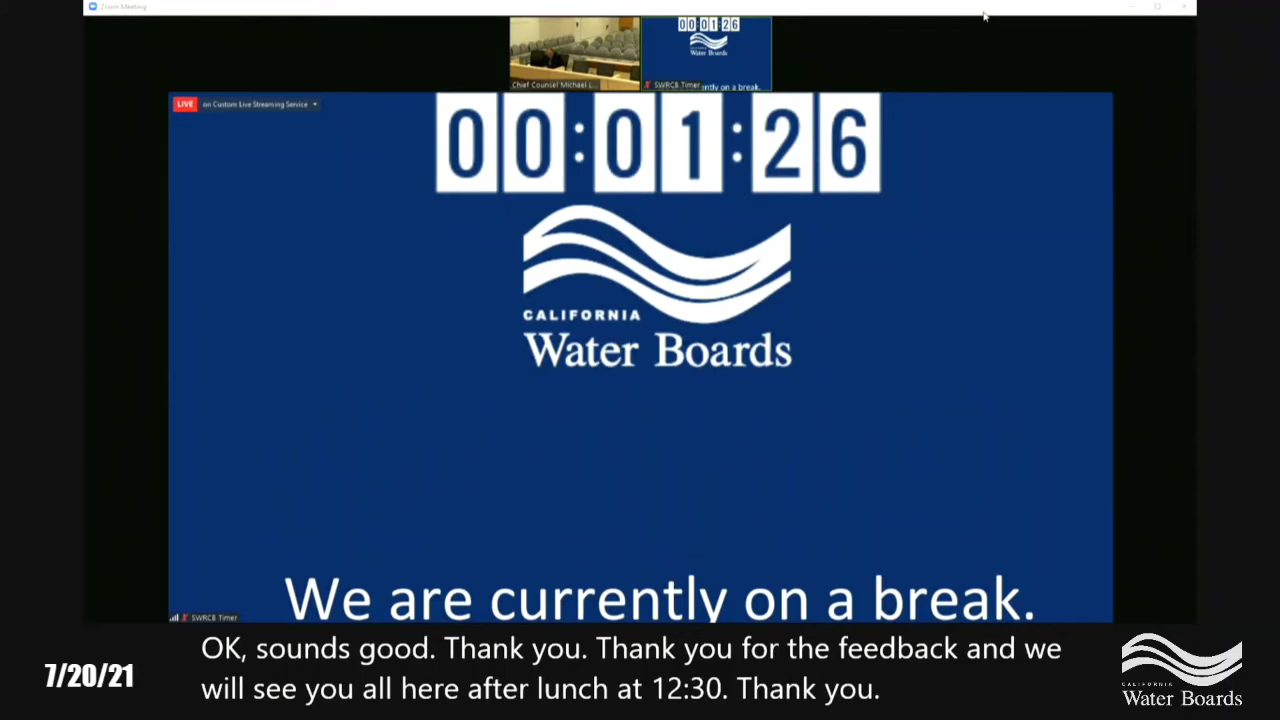 Zoom Meeting
00:01:26
Water Boards
Chief Counsel Michael L...
SWRCB Timer
ently on a break.
LIVE on Custom Live Streaming Service
00:01:26
CALIFORNIA
Water Boards
We are currently on a break.
SWRCB Timer
OK, sounds good. Thank you. Thank you for the feedback and we
will see you all here after lunch at 12:30. Thank you.
7/20/21
CALIFORNIA
Water Boards